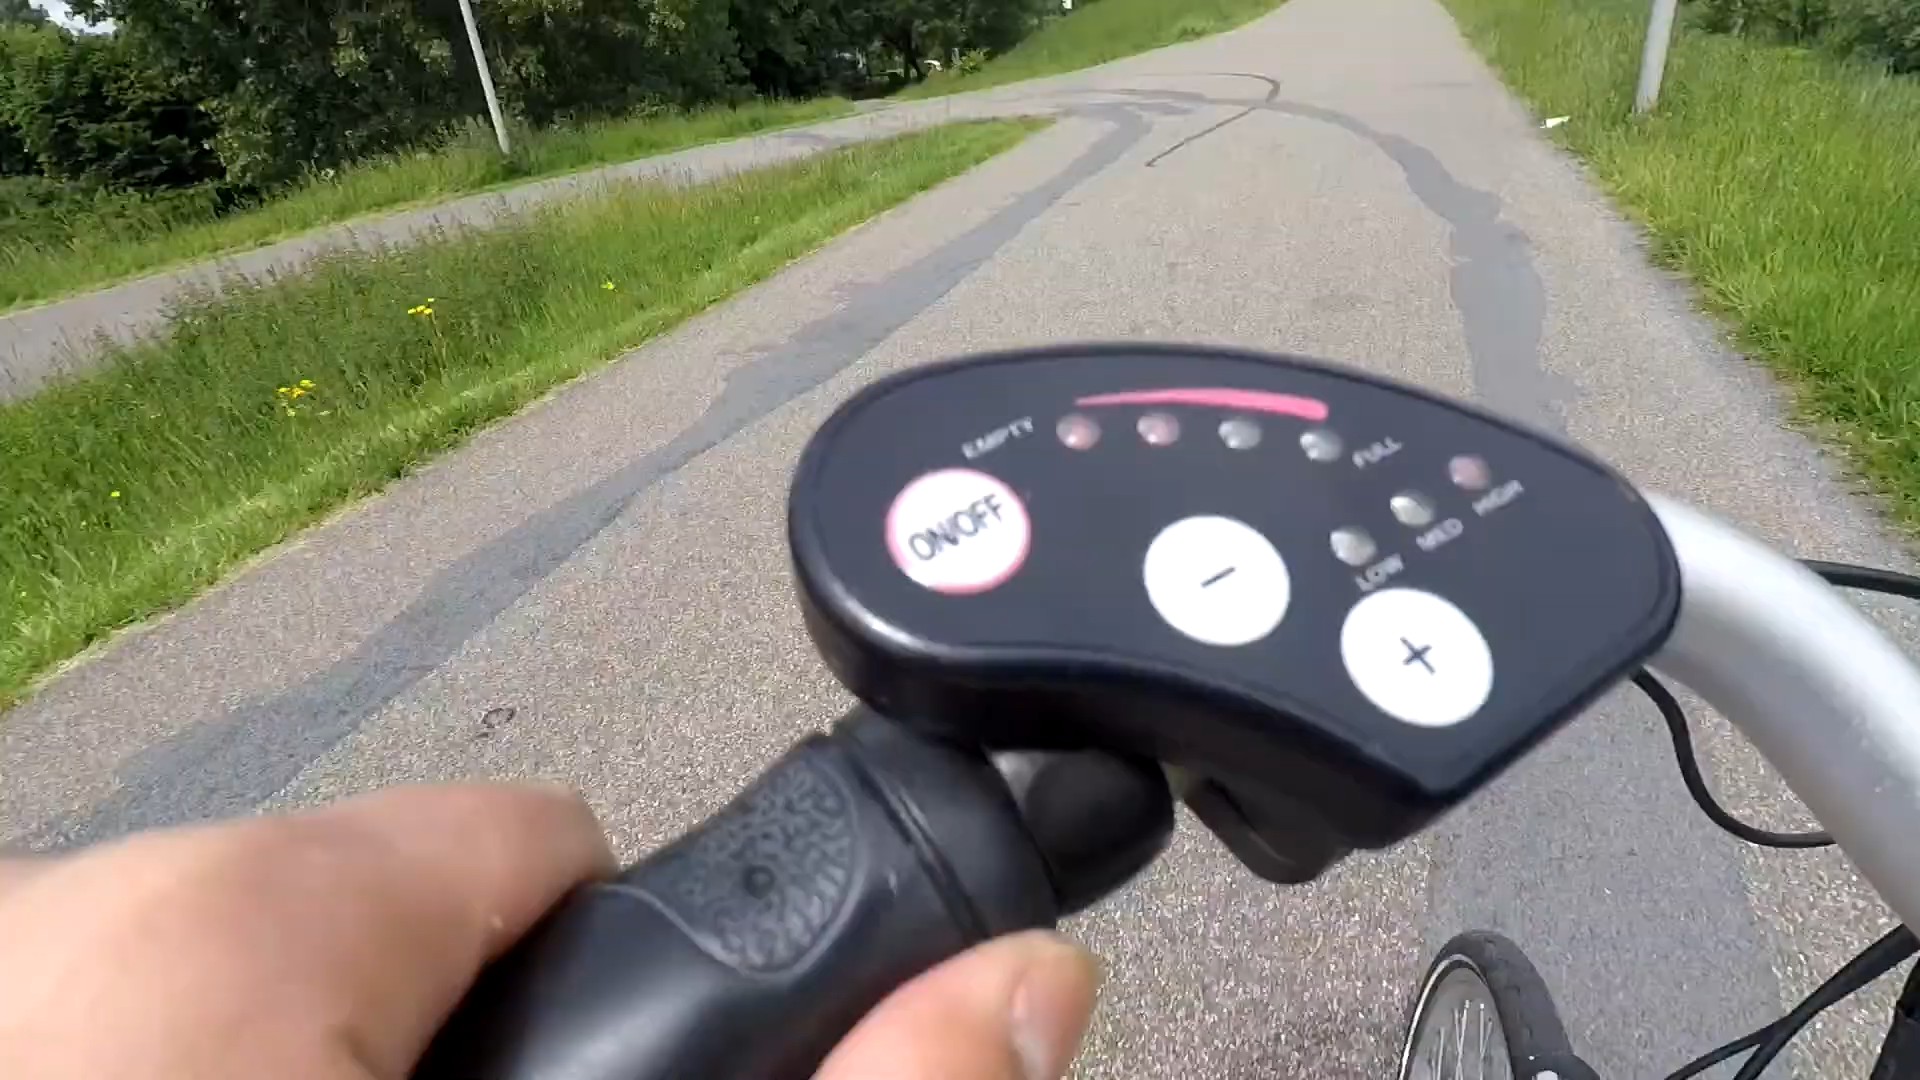 EMPTY
FULL
ON/OFF
-
LOW
MED
HIGH
+